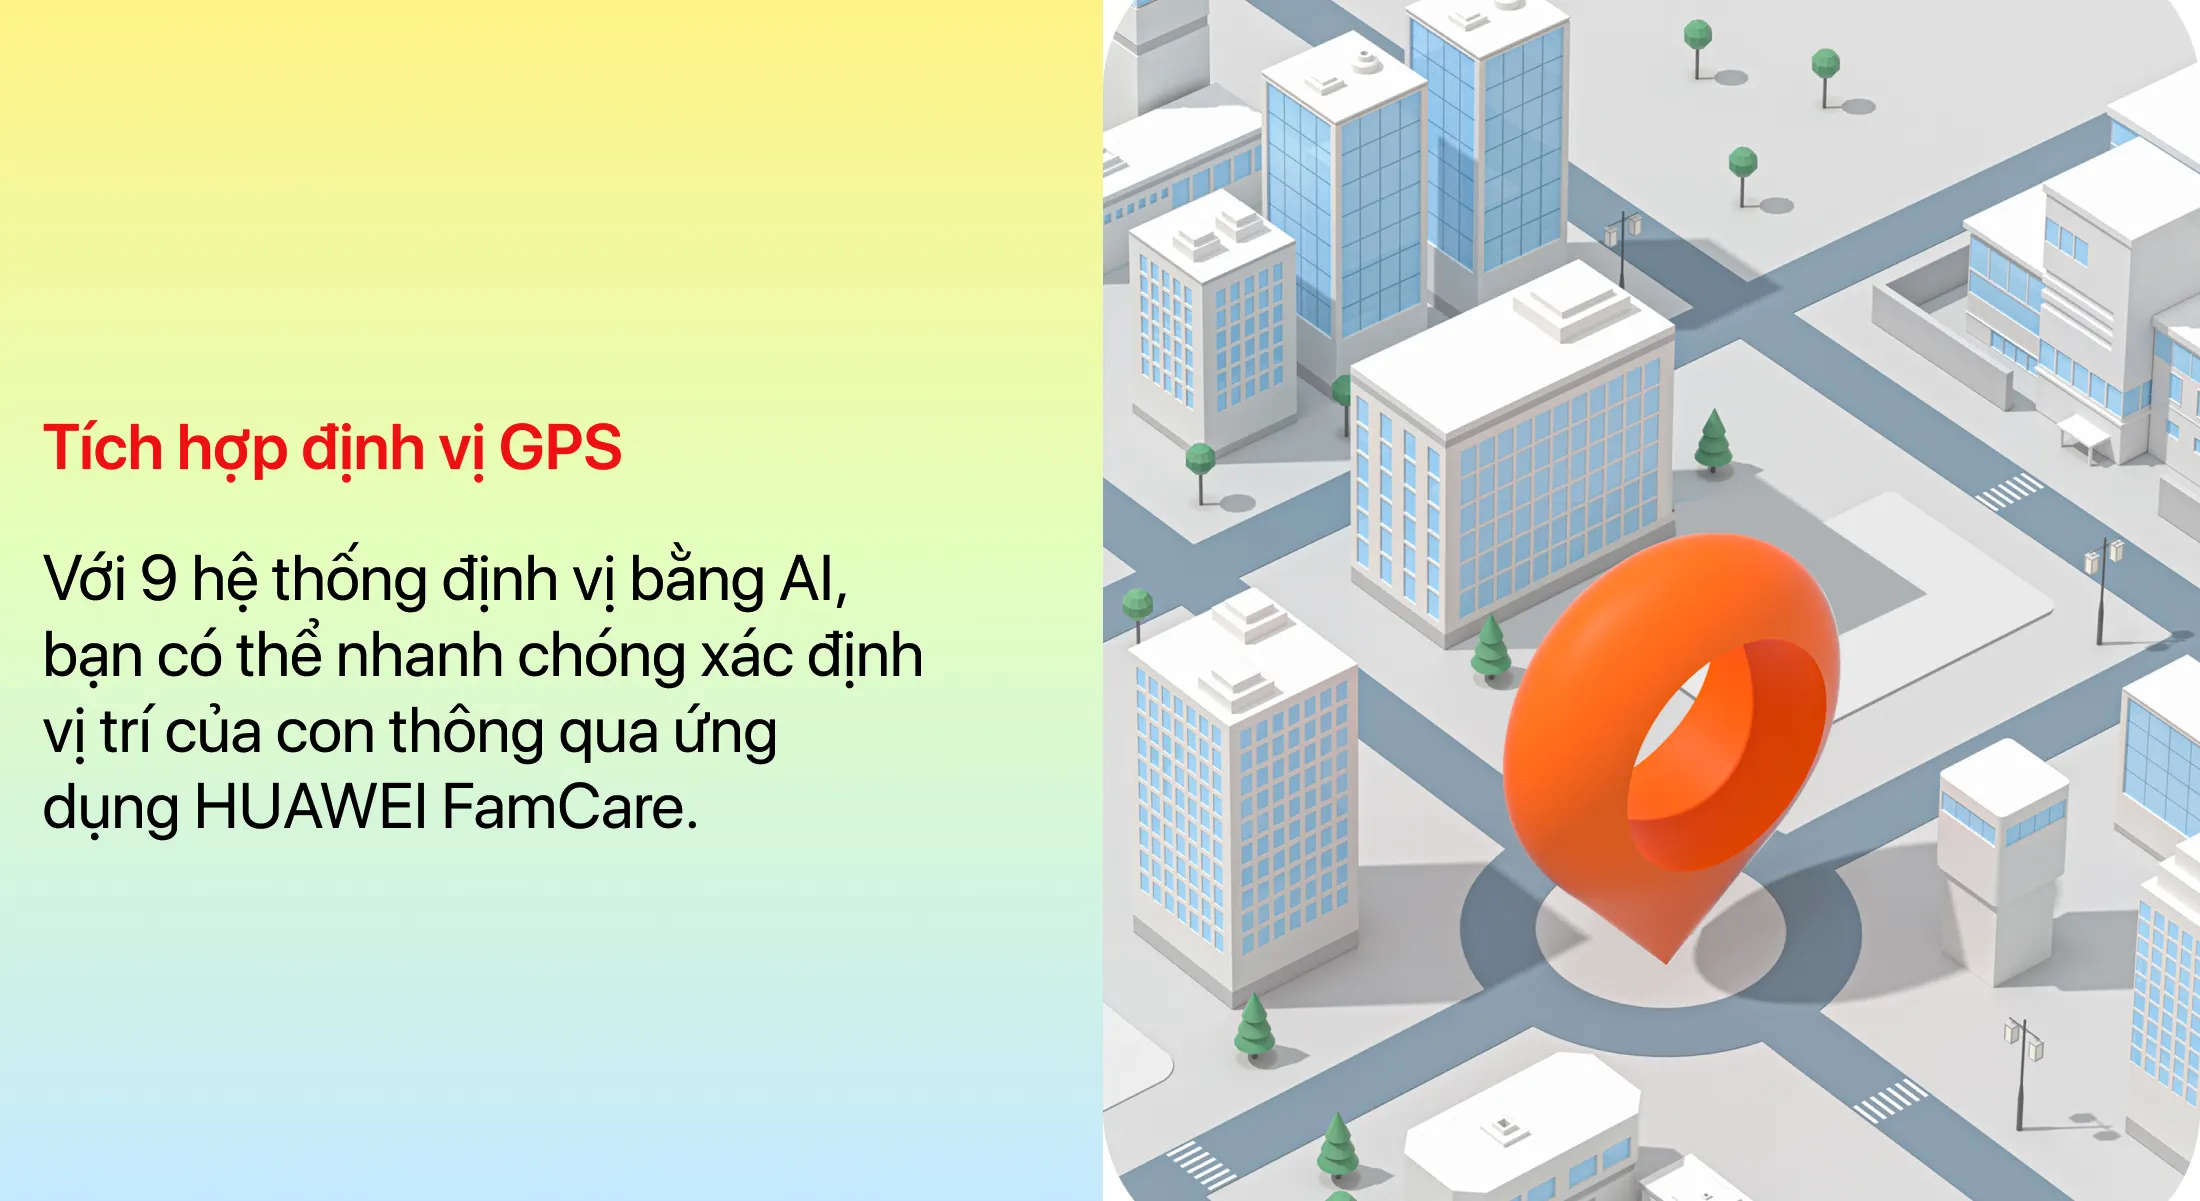 Tích hợp định vị GPS
Với 9 hệ thống định vị bằng AI,
bạn có thể nhanh chóng xác định
vị trí của con thông qua ứng
dụng HUAWEI FamCare.